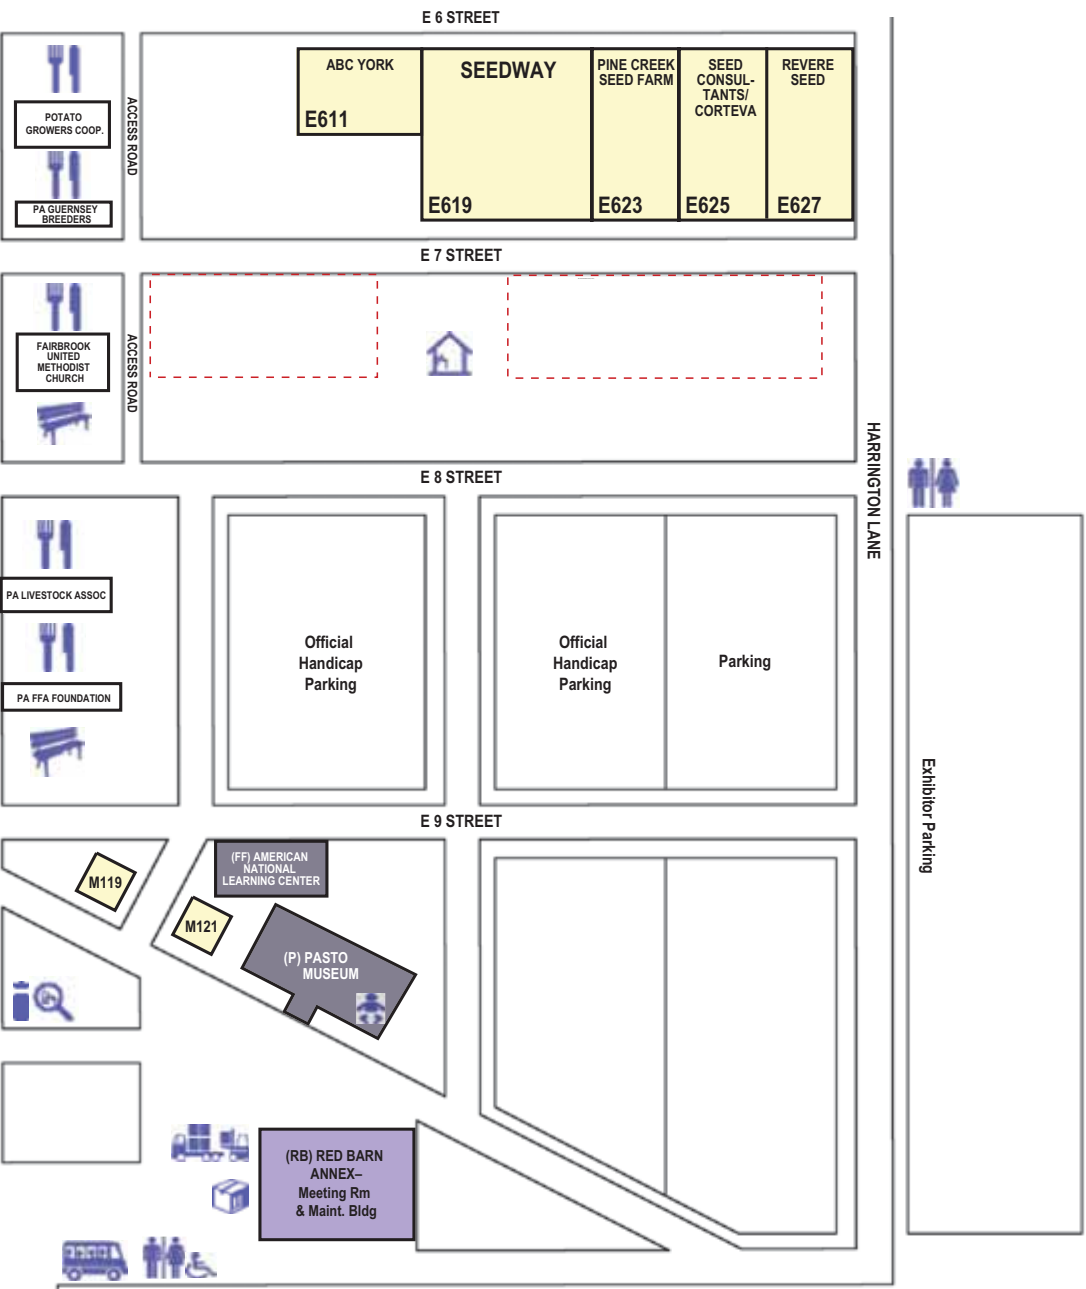 E 6 STREET
ABC YORK
E611
SEEDWAY
E619
PINE CREEK
SEED FARM
E623
SEED
CONSUL-
TANTS/
CORTEVA
E625
REVERE
SEED
E627
POTATO
GROWERS COOP.
PA GUERNSEY
BREEDERS
ACCESS ROAD
E 7 STREET
FAIRBROOK
UNITED
METHODIST
CHURCH
ACCESS ROAD
HARRINGTON LANE
E 8 STREET
PA LIVESTOCK ASSOC
PA FFA FOUNDATION
Official
Handicap
Parking
Official
Handicap
Parking
Parking
Exhibitor Parking
E 9 STREET
M119
M121
(FF) AMERICAN
NATIONAL
LEARNING CENTER
(P) PASTO
MUSEUM
(RB) RED BARN
ANNEX–
Meeting Rm
& Maint. Bldg